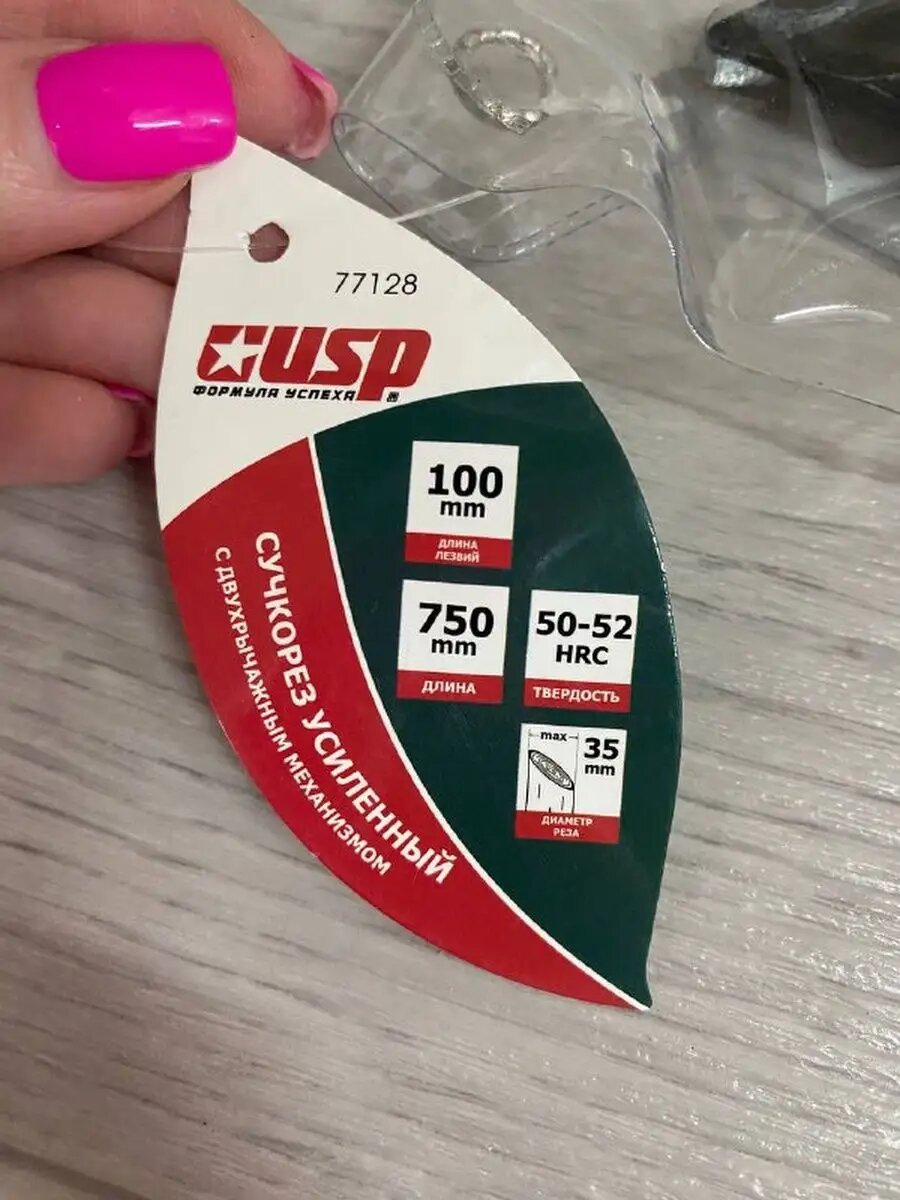 77128
USP
ФОРМУЛА УСПЕХА ®
100
mm
ДЛИНА
ЛЕЗВИЙ
750
mm
ДЛИНА
50-52
HRC
ТВЕРДОСТЬ
max
35
mm
ДИАМЕТР
РЕЗА
СУЧКОРЕЗ УСИЛЕННЫЙ
С ДВУХРЫЧАЖНЫМ МЕХАНИЗМОМ